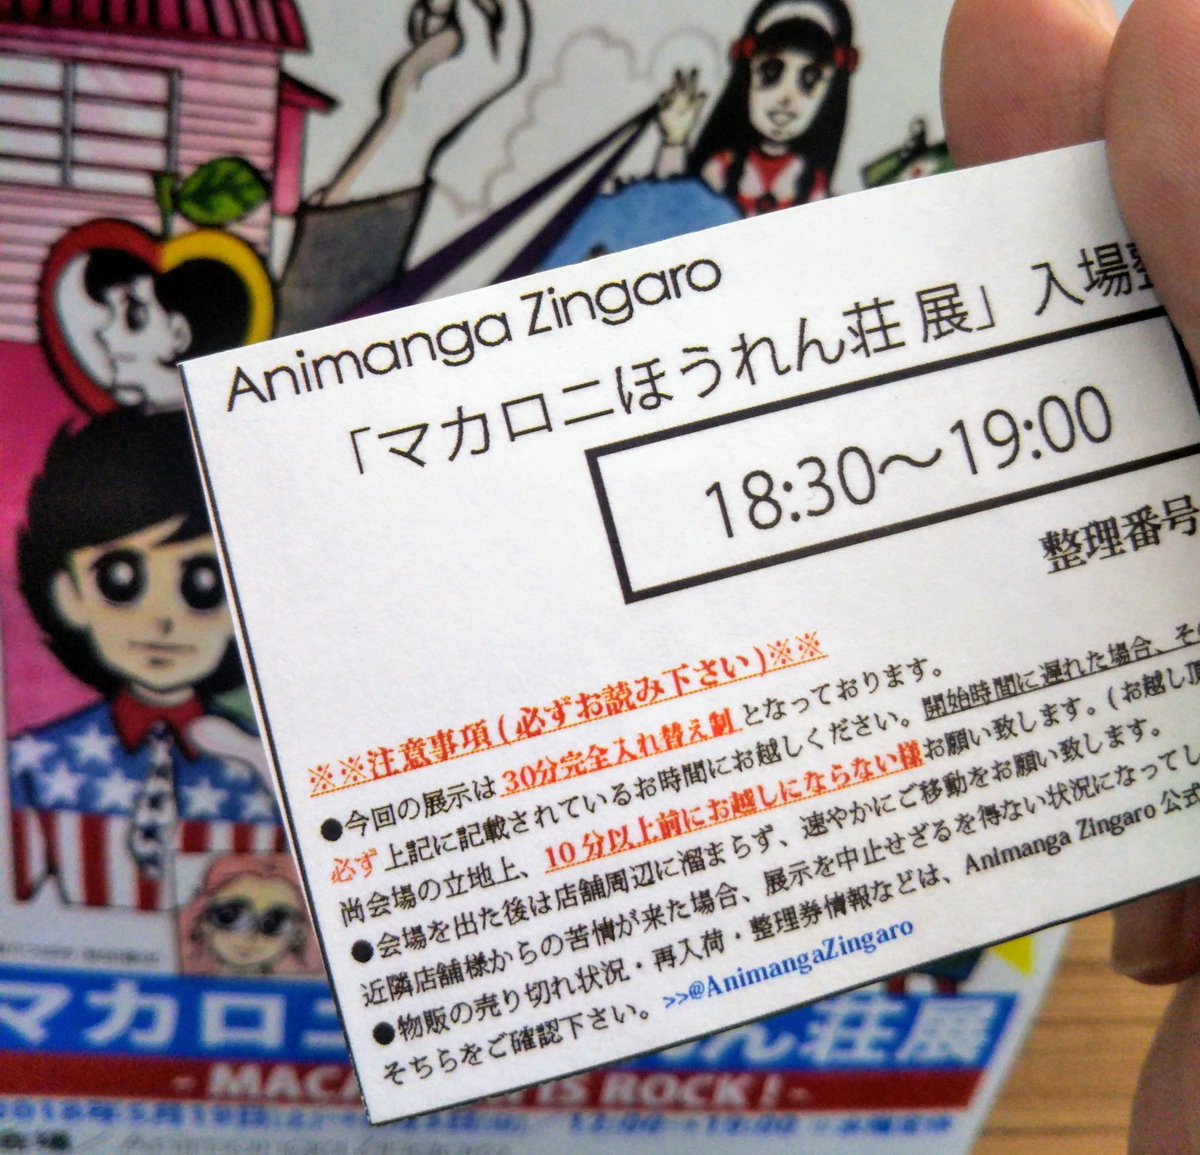 Animanga Zingaro
「マカロニほうれん荘 展」入場整
18:30～19:00
整理番号
※※注意事項(必ずお読み下さい)※※
●今回の展示は30分完全入れ替え制となっております。
必ず上記に記載されているお時間にお越しください。開始時間に遅れた場合、その
尚会場の立地上、10分以上前にお越しにならない様お願い致します。(お越し頂
●会場を出た後は店舗周辺に溜まらず、速やかにご移動をお願い致します。
近隣店舗様からの苦情が来た場合、展示を中止せざるを得ない状況になってし
●物販の売り切れ状況・再入荷・整理券情報などは、Animanga Zingaro 公式
そちらをご確認下さい。>>@AnimangaZingaro
マカロニ ん荘展
- MACA IS ROCK! -